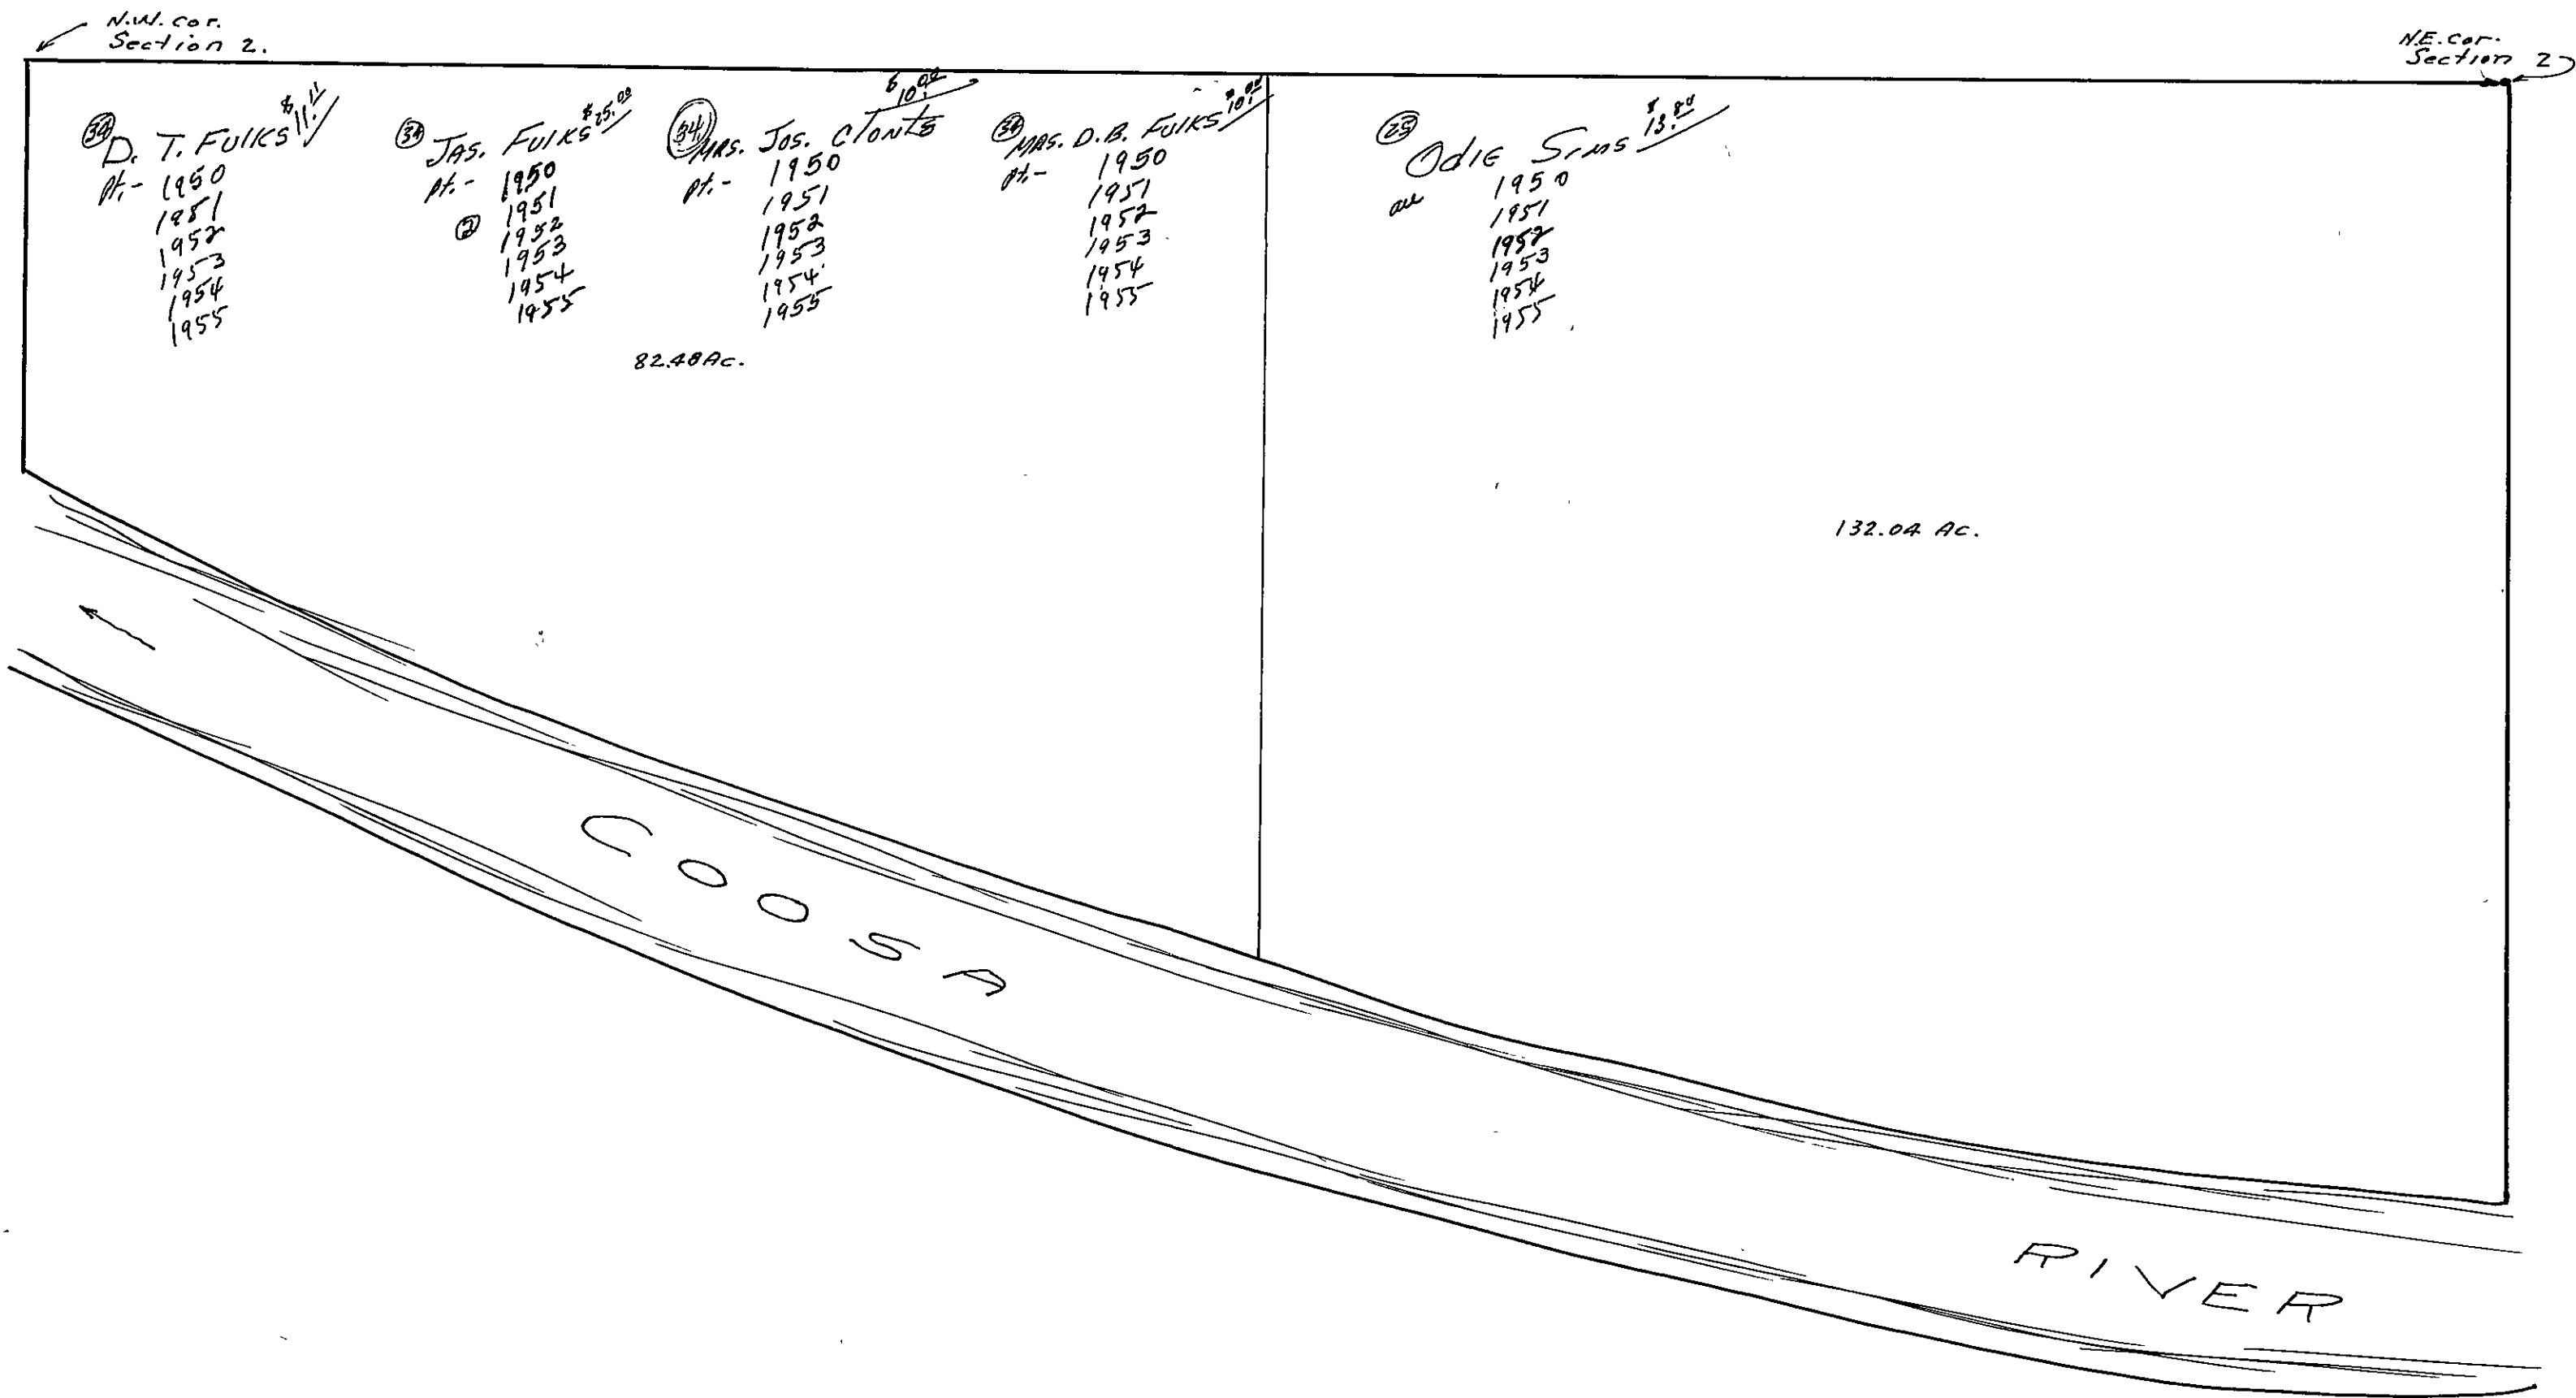 N.W. cor.
Section 2.
N.E. cor.
Section 2
34 D. T. FULKS $11.11
Pt.- 1950
1951
1952
1953
1954
1955
34 JAS. FULKS $25.00
Pt.- 1950
1951
2 1952
1953
1954
1955
34 MRS. JOS. CLONTS $10.00
Pt.- 1950
1951
1952
1953
1954
1955
34 MRS. D.B. FULKS $10.00
Pt.- 1950
1951
1952
1953
1954
1955
25 Odie Sims $13.80
all 1950
1951
1952
1953
1954
1955
82.48 Ac.
132.04 Ac.
COOSA
RIVER